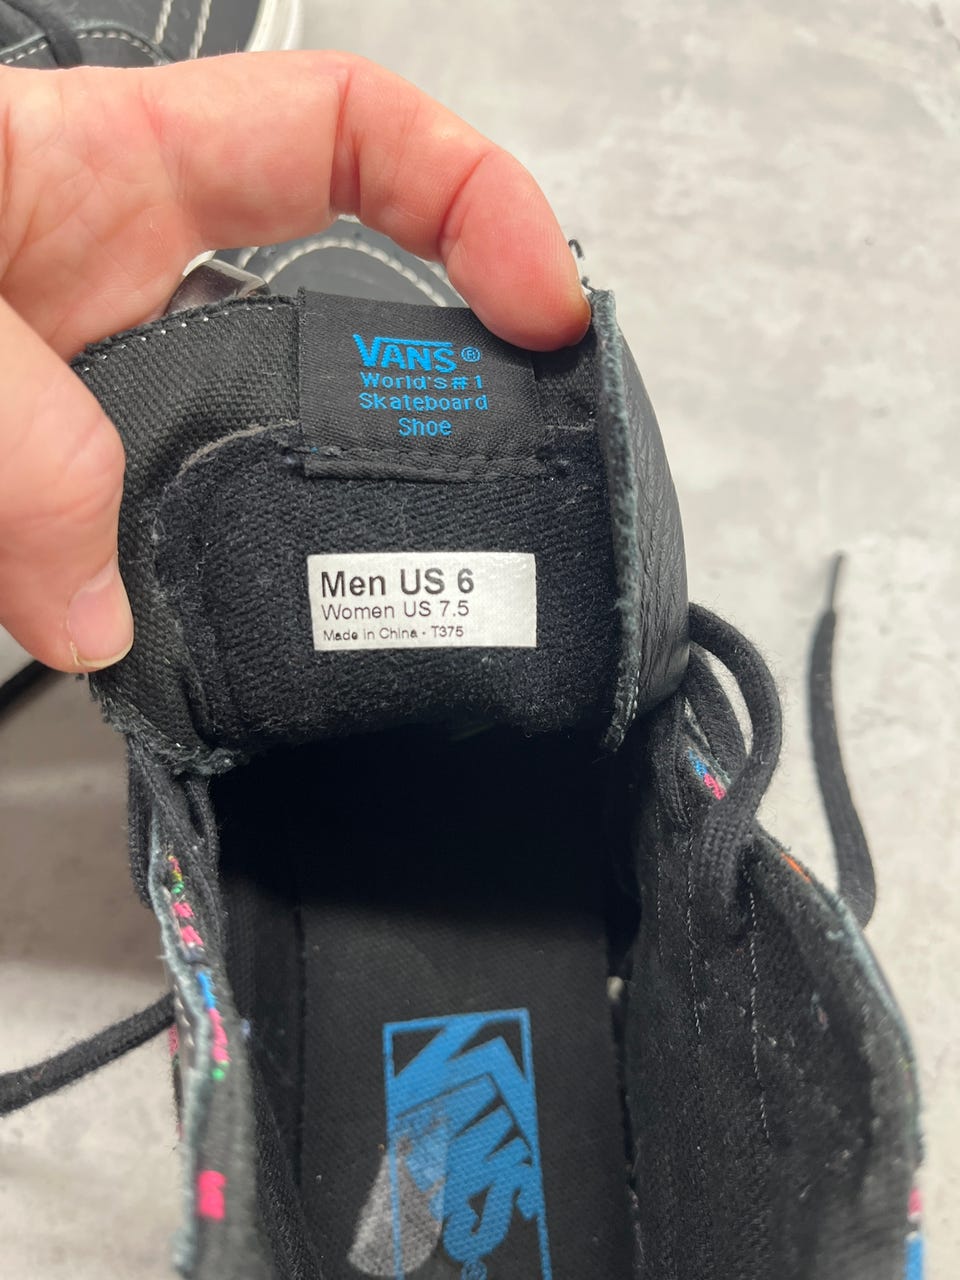 VANS®
World's #1
Skateboard
Shoe
Men US 6
Women US 7.5
Made in China - T375
VANS
®